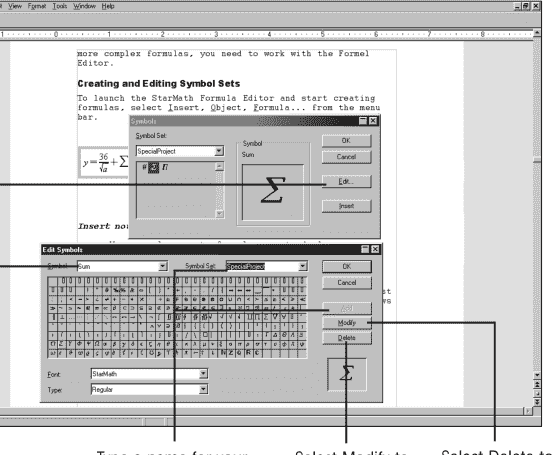 View Format Tools Window Help
more complex formulas, you need to work with the Formel
Editor.
Creating and Editing Symbol Sets
To launch the StarMath Formula Editor and start creating
formulas, select Insert, Object, Formula... from the menu
bar.
Symbols
Symbol Set:
SpecialProject
Symbol
Sum
OK
Cancel
Edit...
Insert
y = 36 / √a + Σ
Σ
Insert
Edit Symbols
Symbol:
Sum
Symbol Set:
SpecialProject
OK
Cancel
Add
Modify
Delete
Font:
StarMath
Type:
Regular
Σ
Type a name for your
Select Modify to
Select Delete to